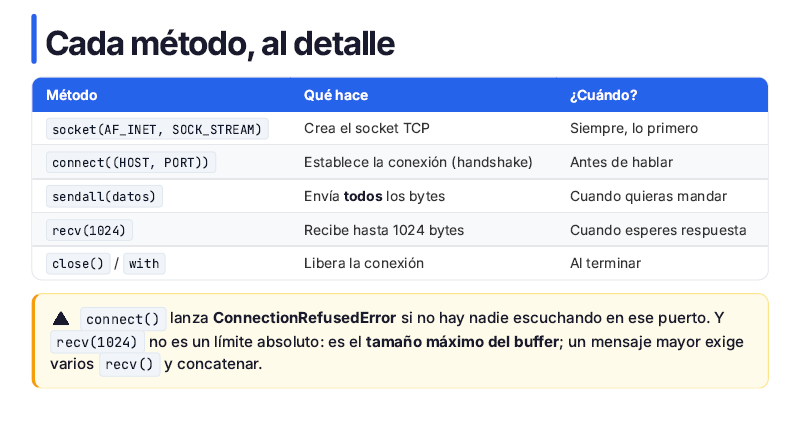 Cada método, al detalle
Método Qué hace ¿Cuándo?
socket(AF_INET, SOCK_STREAM) Crea el socket TCP Siempre, lo primero
connect((HOST, PORT)) Establece la conexión (handshake) Antes de hablar
sendall(datos) Envía todos los bytes Cuando quieras mandar
recv(1024) Recibe hasta 1024 bytes Cuando esperes respuesta
close() / with Libera la conexión Al terminar
connect() lanza ConnectionRefusedError si no hay nadie escuchando en ese puerto. Y
recv(1024) no es un límite absoluto: es el tamaño máximo del buffer; un mensaje mayor exige
varios recv() y concatenar.